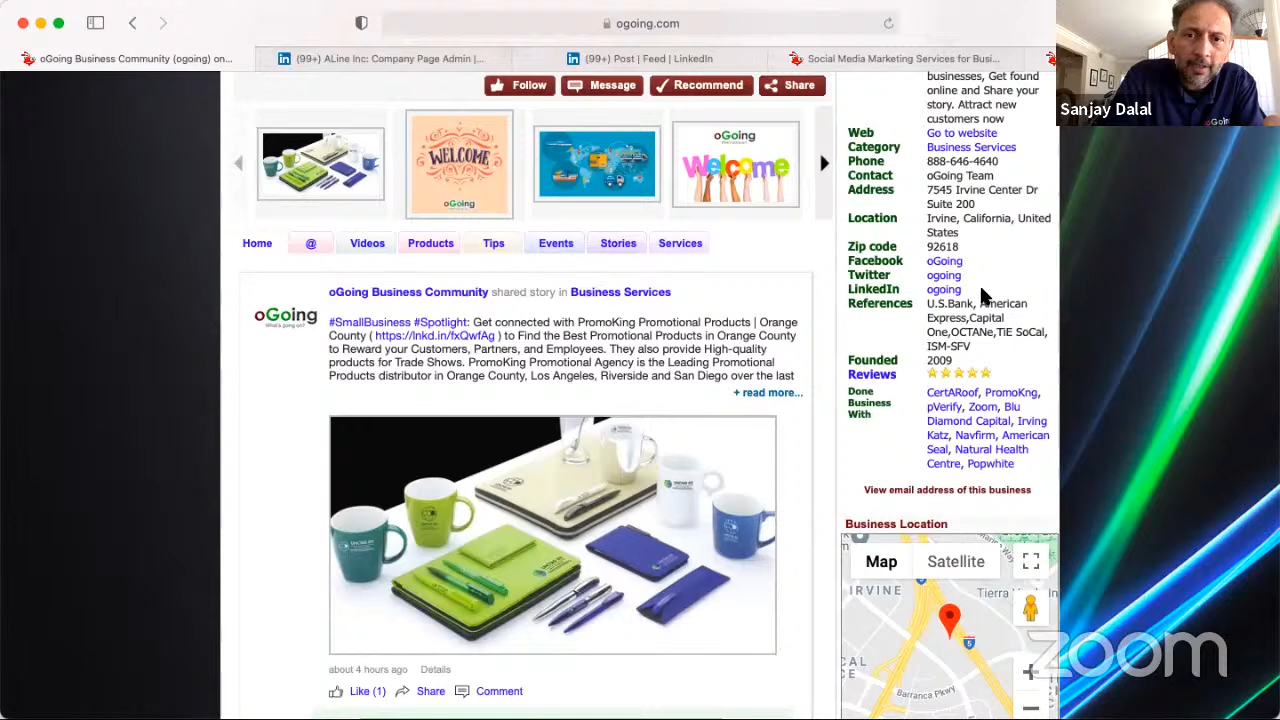 ogoing.com
oGoing Business Community (ogoing) on...
(99+) ALine inc: Company Page Admin |...
(99+) Post | Feed | LinkedIn
Social Media Marketing Services for Busi...
Sanjay Dalal
Follow
Message
Recommend
Share
WELCOME
oGoing
oGoing
Welcome
Home
@
Videos
Products
Tips
Events
Stories
Services
oGoing
What's going on?
oGoing Business Community shared story in Business Services
#SmallBusiness #Spotlight: Get connected with PromoKing Promotional Products | Orange
County ( https://lnkd.in/fxQwfAg ) to Find the Best Promotional Products in Orange County
to Reward your Customers, Partners, and Employees. They also provide High-quality
products for Trade Shows. PromoKing Promotional Agency is the Leading Promotional
Products distributor in Orange County, Los Angeles, Riverside and San Diego over the last
+ read more...
about 4 hours ago Details
Like (1) Share Comment
businesses, Get found
online and Share your
story. Attract new
customers now
Web Go to website
Category Business Services
Phone 888-646-4640
Contact oGoing Team
Address 7545 Irvine Center Dr
Suite 200
Location Irvine, California, United
States
Zip code 92618
Facebook oGoing
Twitter ogoing
LinkedIn ogoing
References U.S.Bank, American
Express,Capital
One,OCTANe,TiE SoCal,
ISM-SFV
Founded 2009
Reviews
Done
Business
With
CertARoof, PromoKng,
pVerify, Zoom, Blu
Diamond Capital, Irving
Katz, Navfirm, American
Seal, Natural Health
Centre, Popwhite
View email address of this business
Business Location
Map
Satellite
IRVINE
Tierra
5
Barranca Pkwy
zoom